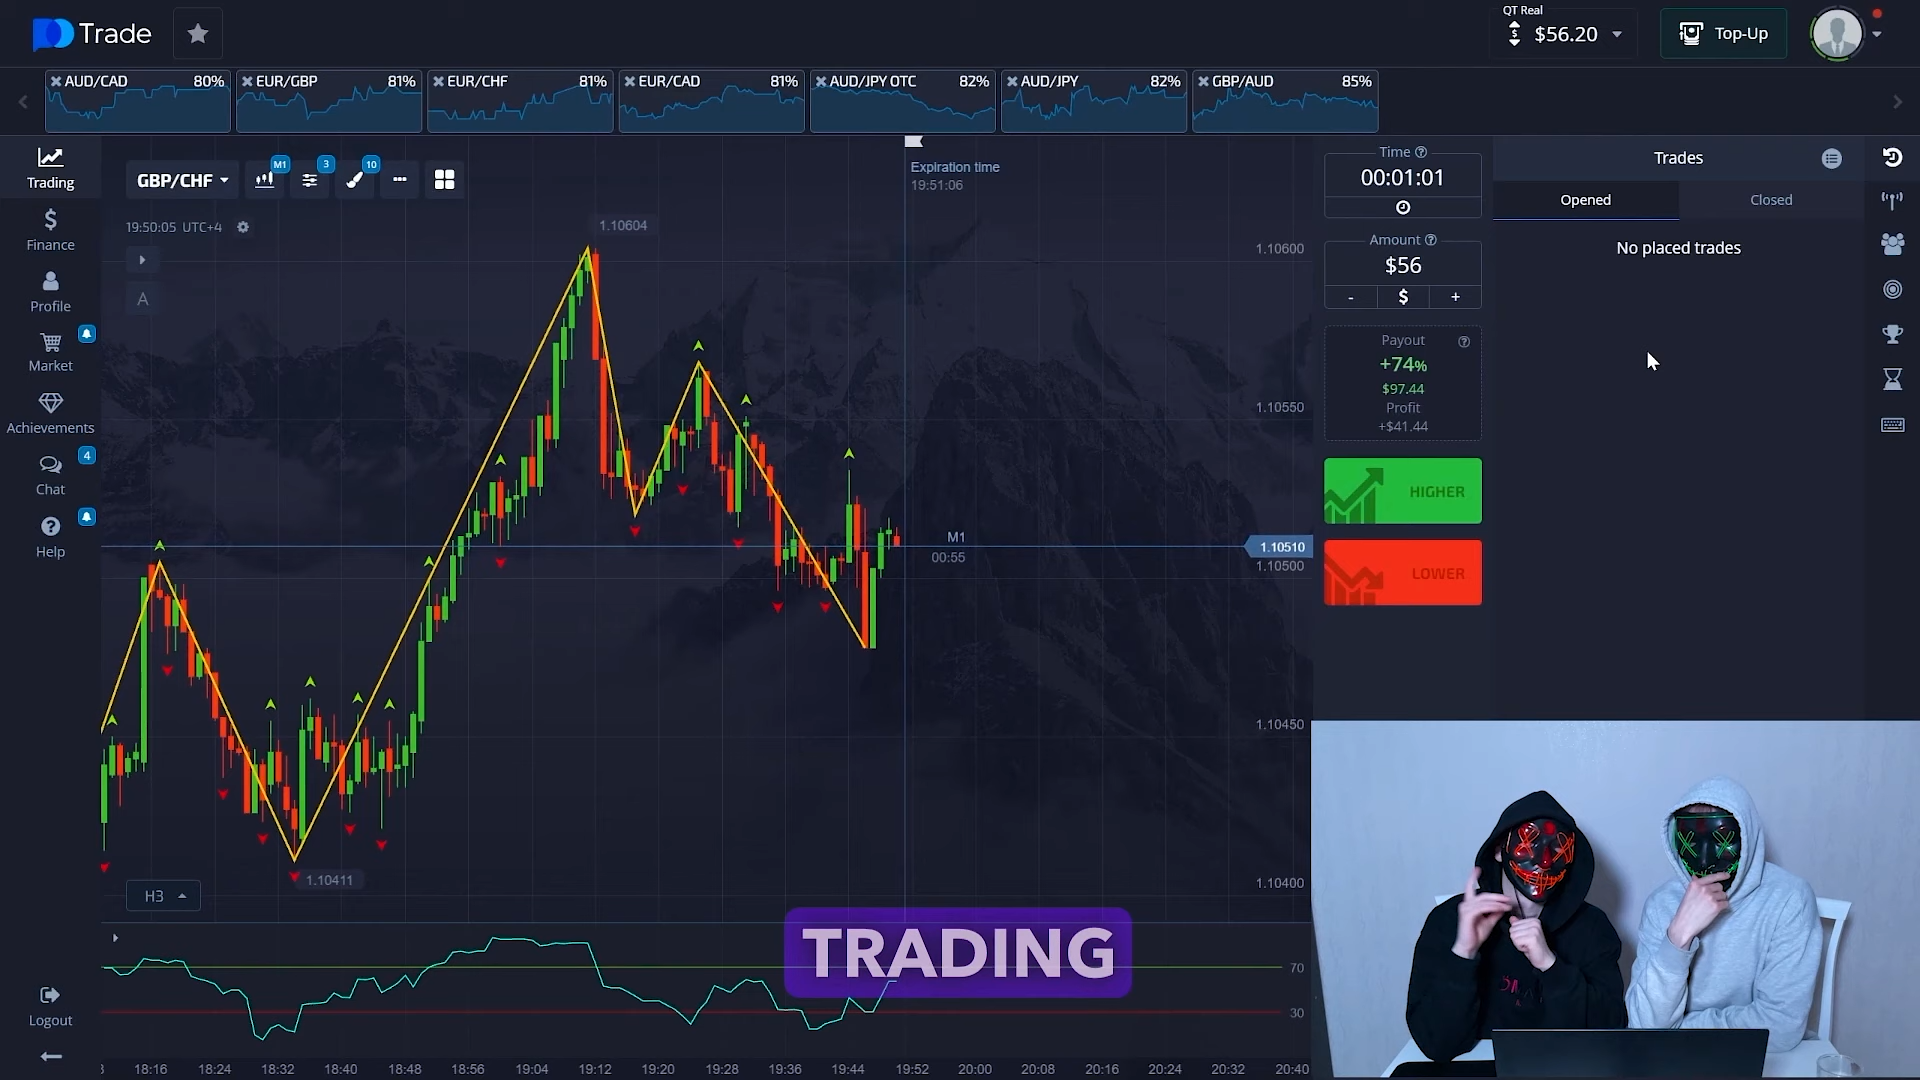 Trade
QT Real
$56.20
Top-Up
AUD/CAD 80%
EUR/GBP 81%
EUR/CHF 81%
EUR/CAD 81%
AUD/JPY OTC 82%
AUD/JPY 82%
GBP/AUD 85%
Trading
Finance
Profile
Market
Achievements
4
Chat
Help
Logout
GBP/CHF
M1
3
10
19:50:05 UTC+4
A
Expiration time
19:51:06
1.10604
1.10411
M1
00:55
1.10600
1.10550
1.10510
1.10500
1.10450
1.10400
H3
70
30
TRADING
18:16 18:24 18:32 18:40 18:48 18:56 19:04 19:12 19:20 19:28 19:36 19:44 19:52 20:00 20:08 20:16 20:24 20:32 20:40
Time
00:01:01
Amount
$56
- $ +
Payout
+74%
$97.44
Profit
+$41.44
HIGHER
LOWER
Trades
Opened
Closed
No placed trades